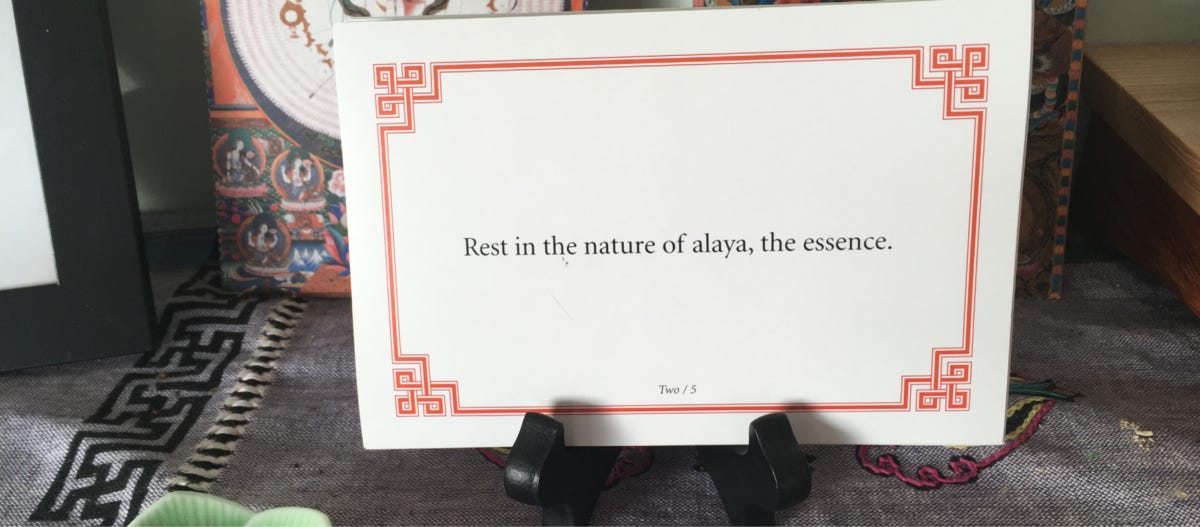 Rest in the nature of alaya, the essence.
Two / 5